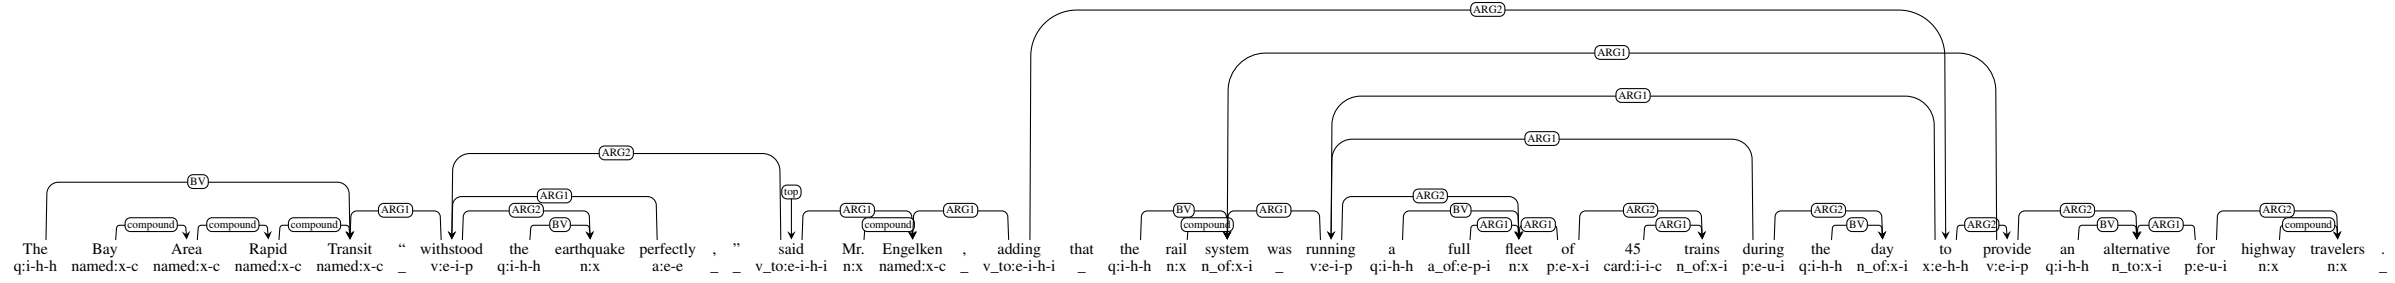 ARG2
ARG1
ARG1
ARG1
ARG2
BV top
ARG1 ARG2
ARG1 ARG2 ARG1 ARG1 BV ARG1 BV ARG2 ARG2 ARG2 ARG2
compound compound compound BV compound compound ARG1 ARG1 ARG1 BV ARG2 BV ARG1 compound
The Bay Area Rapid Transit “ withstood the earthquake perfectly , ” said Mr. Engelken , adding that the rail system was running a full fleet of 45 trains during the day to provide an alternative for highway travelers .
q:i-h-h named:x-c named:x-c named:x-c named:x-c _ v:e-i-p q:i-h-h n:x a:e-e _ _ v_to:e-i-h-i n:x named:x-c _ v_to:e-i-h-i _ q:i-h-h n:x n_of:x-i _ v:e-i-p q:i-h-h a_of:e-p-i n:x p:e-x-i card:i-i-c n_of:x-i p:e-u-i q:i-h-h n_of:x-i x:e-h-h v:e-i-p q:i-h-h n_to:x-i p:e-u-i n:x n:x _